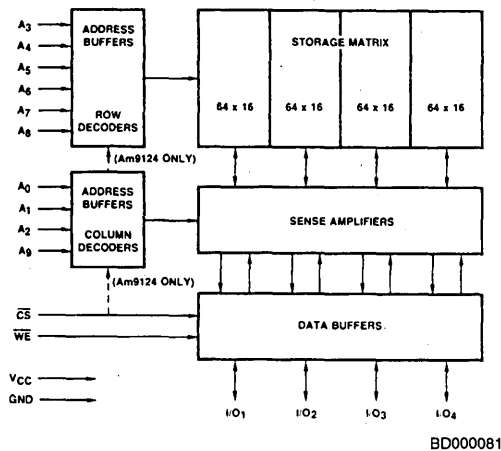 A3
A4
A5
A6
A7
A8
ADDRESS
BUFFERS
ROW
DECODERS
STORAGE MATRIX
64 x 16
64 x 16
64 x 16
64 x 16
(Am9124 ONLY)
A0
A1
A2
A9
ADDRESS
BUFFERS
COLUMN
DECODERS
SENSE AMPLIFIERS
(Am9124 ONLY)
CS
WE
DATA BUFFERS
VCC
GND
I/O1
I/O2
I/O3
I/O4
BD000081